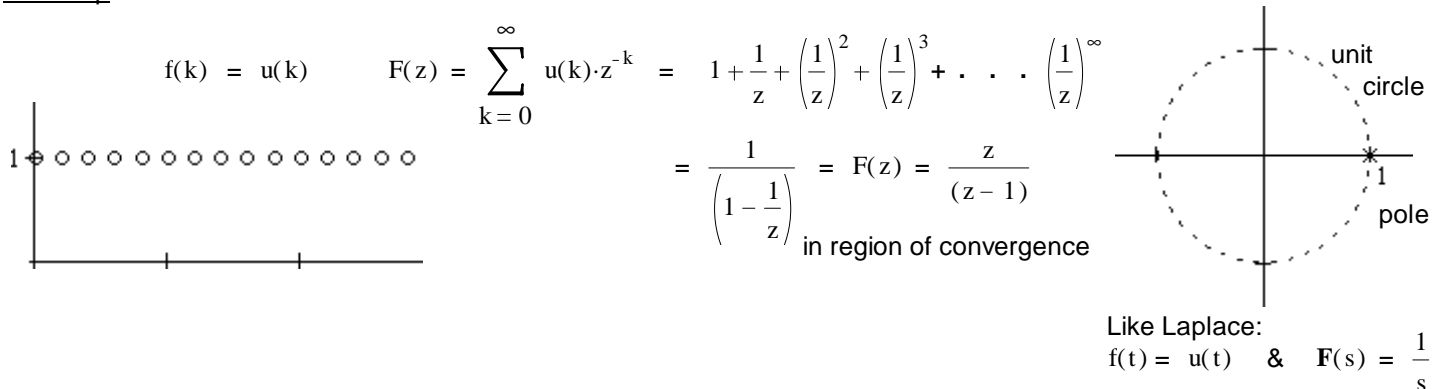 f(k) = u(k) F(z) = ∑_{k = 0}^{∞} u(k)·z^{-k} = 1 + 1/z + (1/z)^2 + (1/z)^3 + . . . (1/z)^∞
= 1/(1 − 1/z) = F(z) = z/(z − 1)
in region of convergence
1
unit
circle
1
pole
Like Laplace:
f(t) = u(t) & F(s) = 1/s